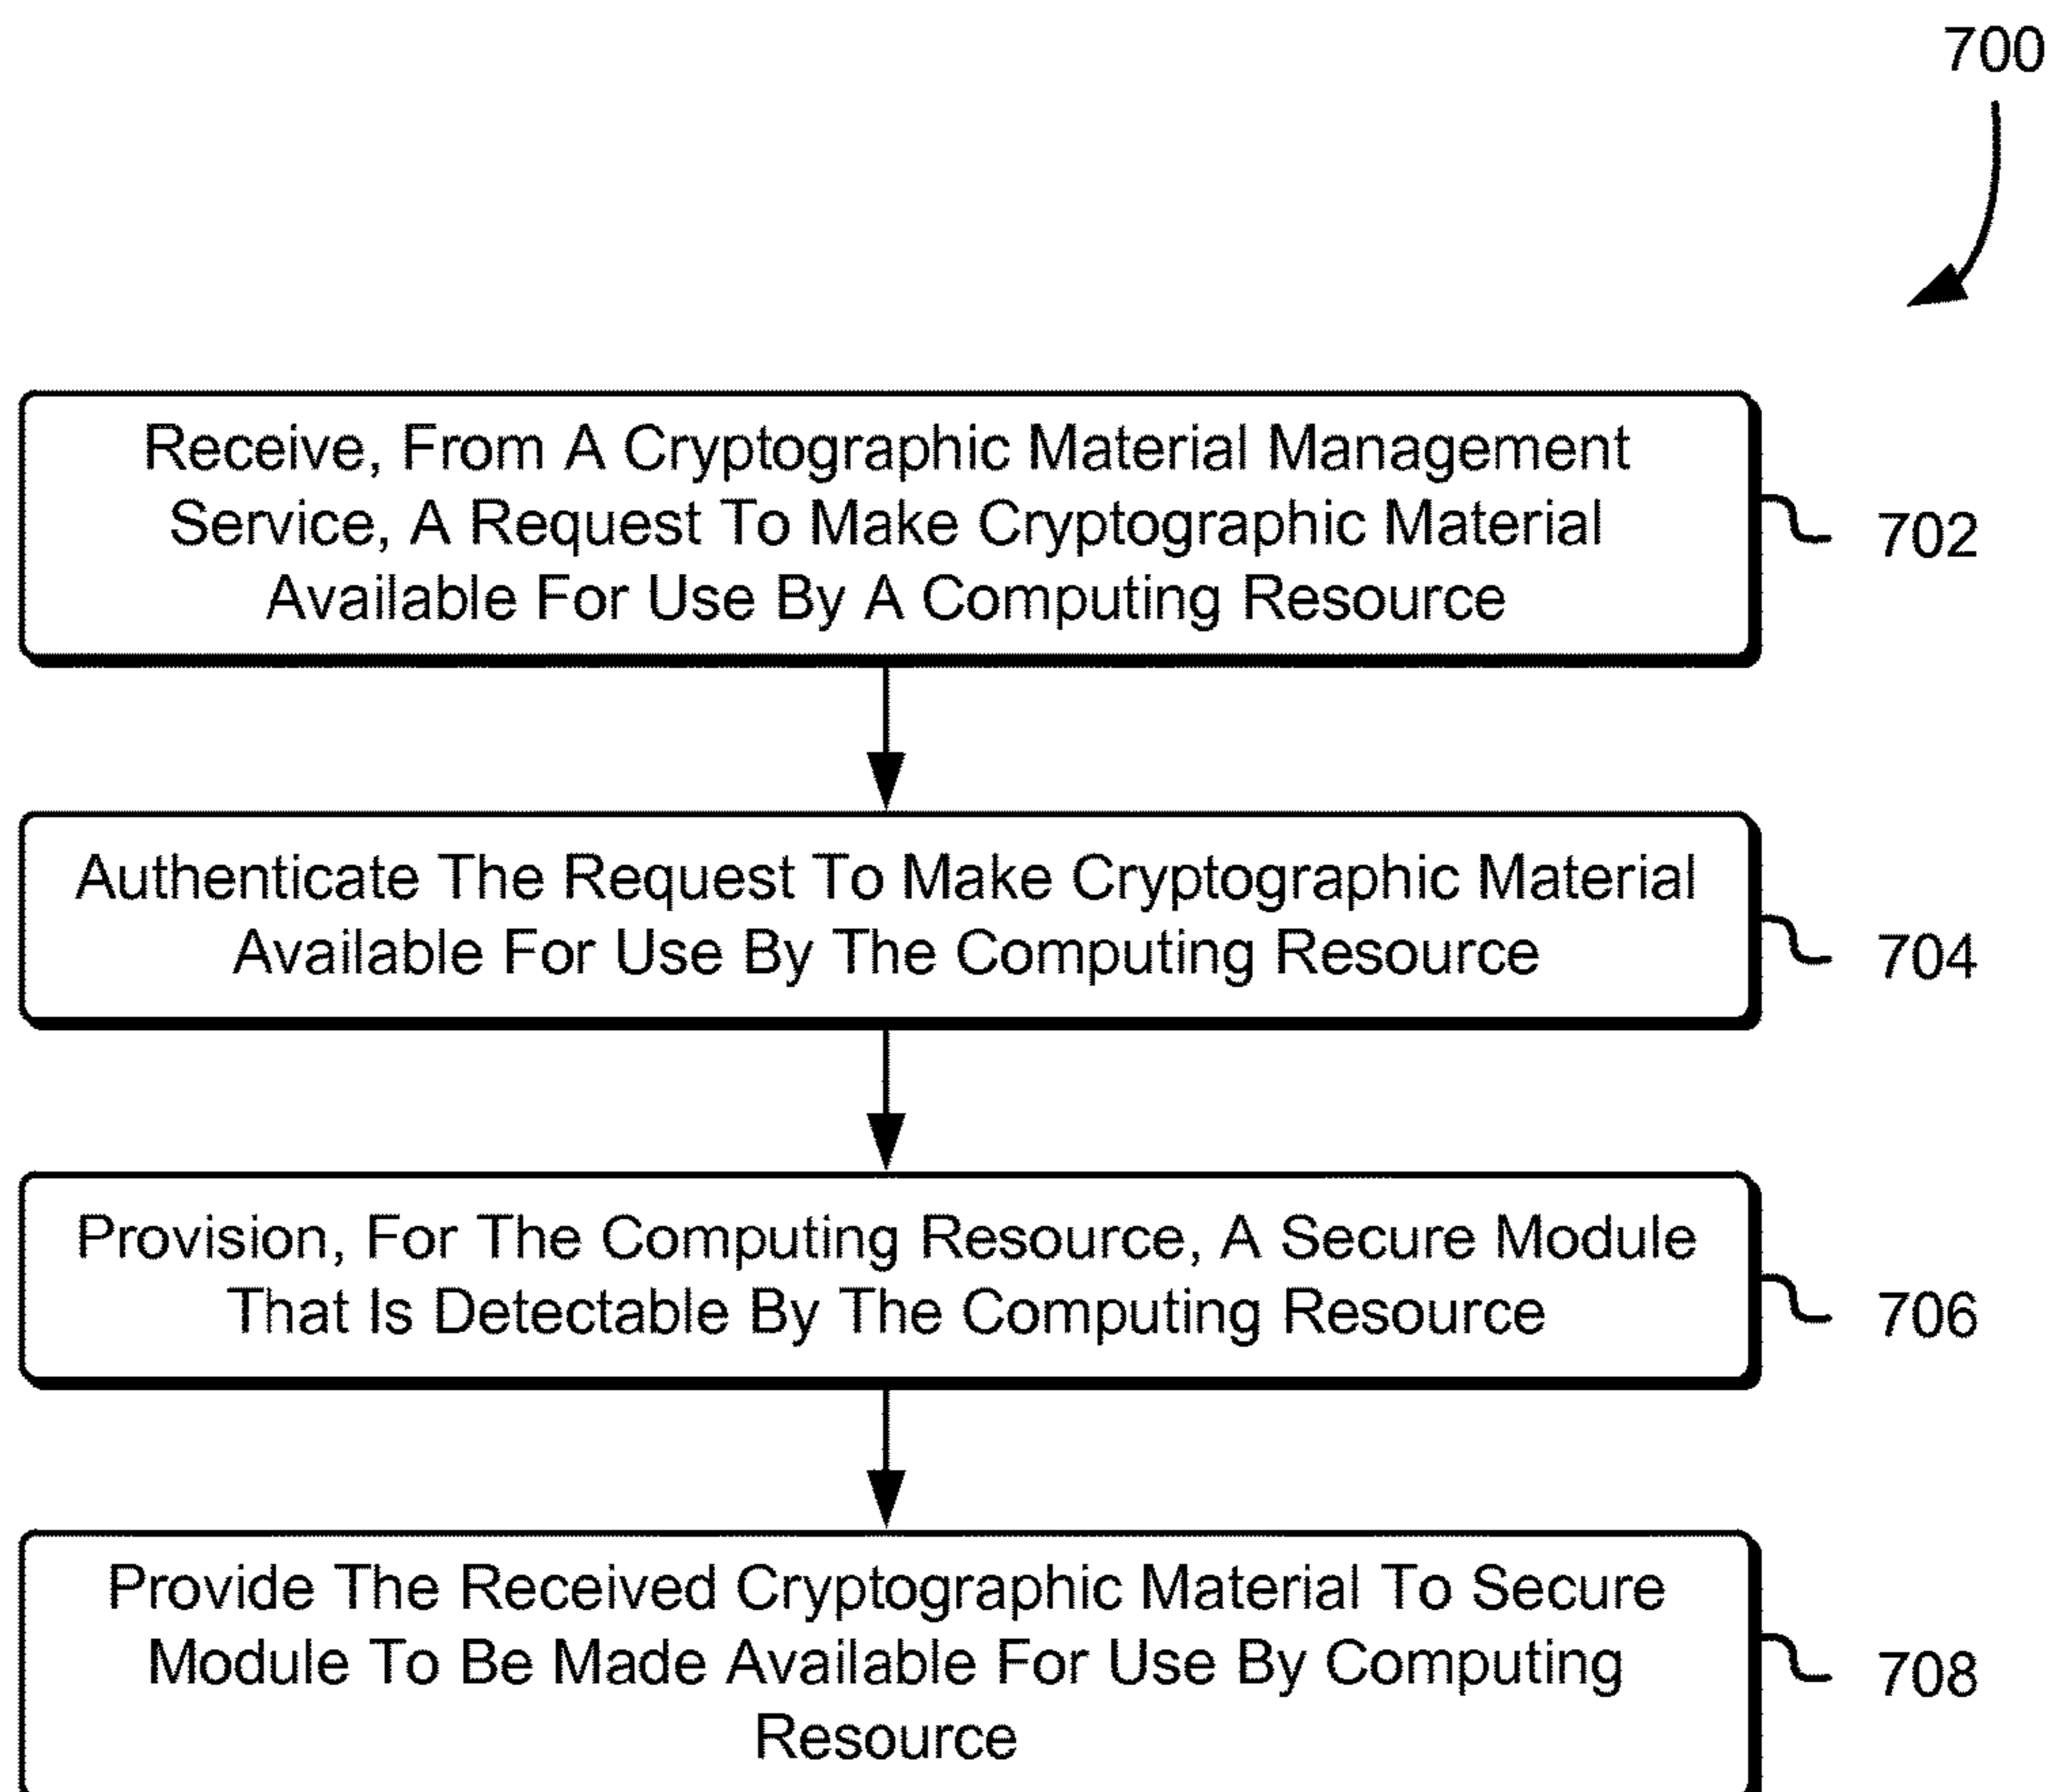 700
Receive, From A Cryptographic Material Management
Service, A Request To Make Cryptographic Material
Available For Use By A Computing Resource
702
Authenticate The Request To Make Cryptographic Material
Available For Use By The Computing Resource
704
Provision, For The Computing Resource, A Secure Module
That Is Detectable By The Computing Resource
706
Provide The Received Cryptographic Material To Secure
Module To Be Made Available For Use By Computing
Resource
708